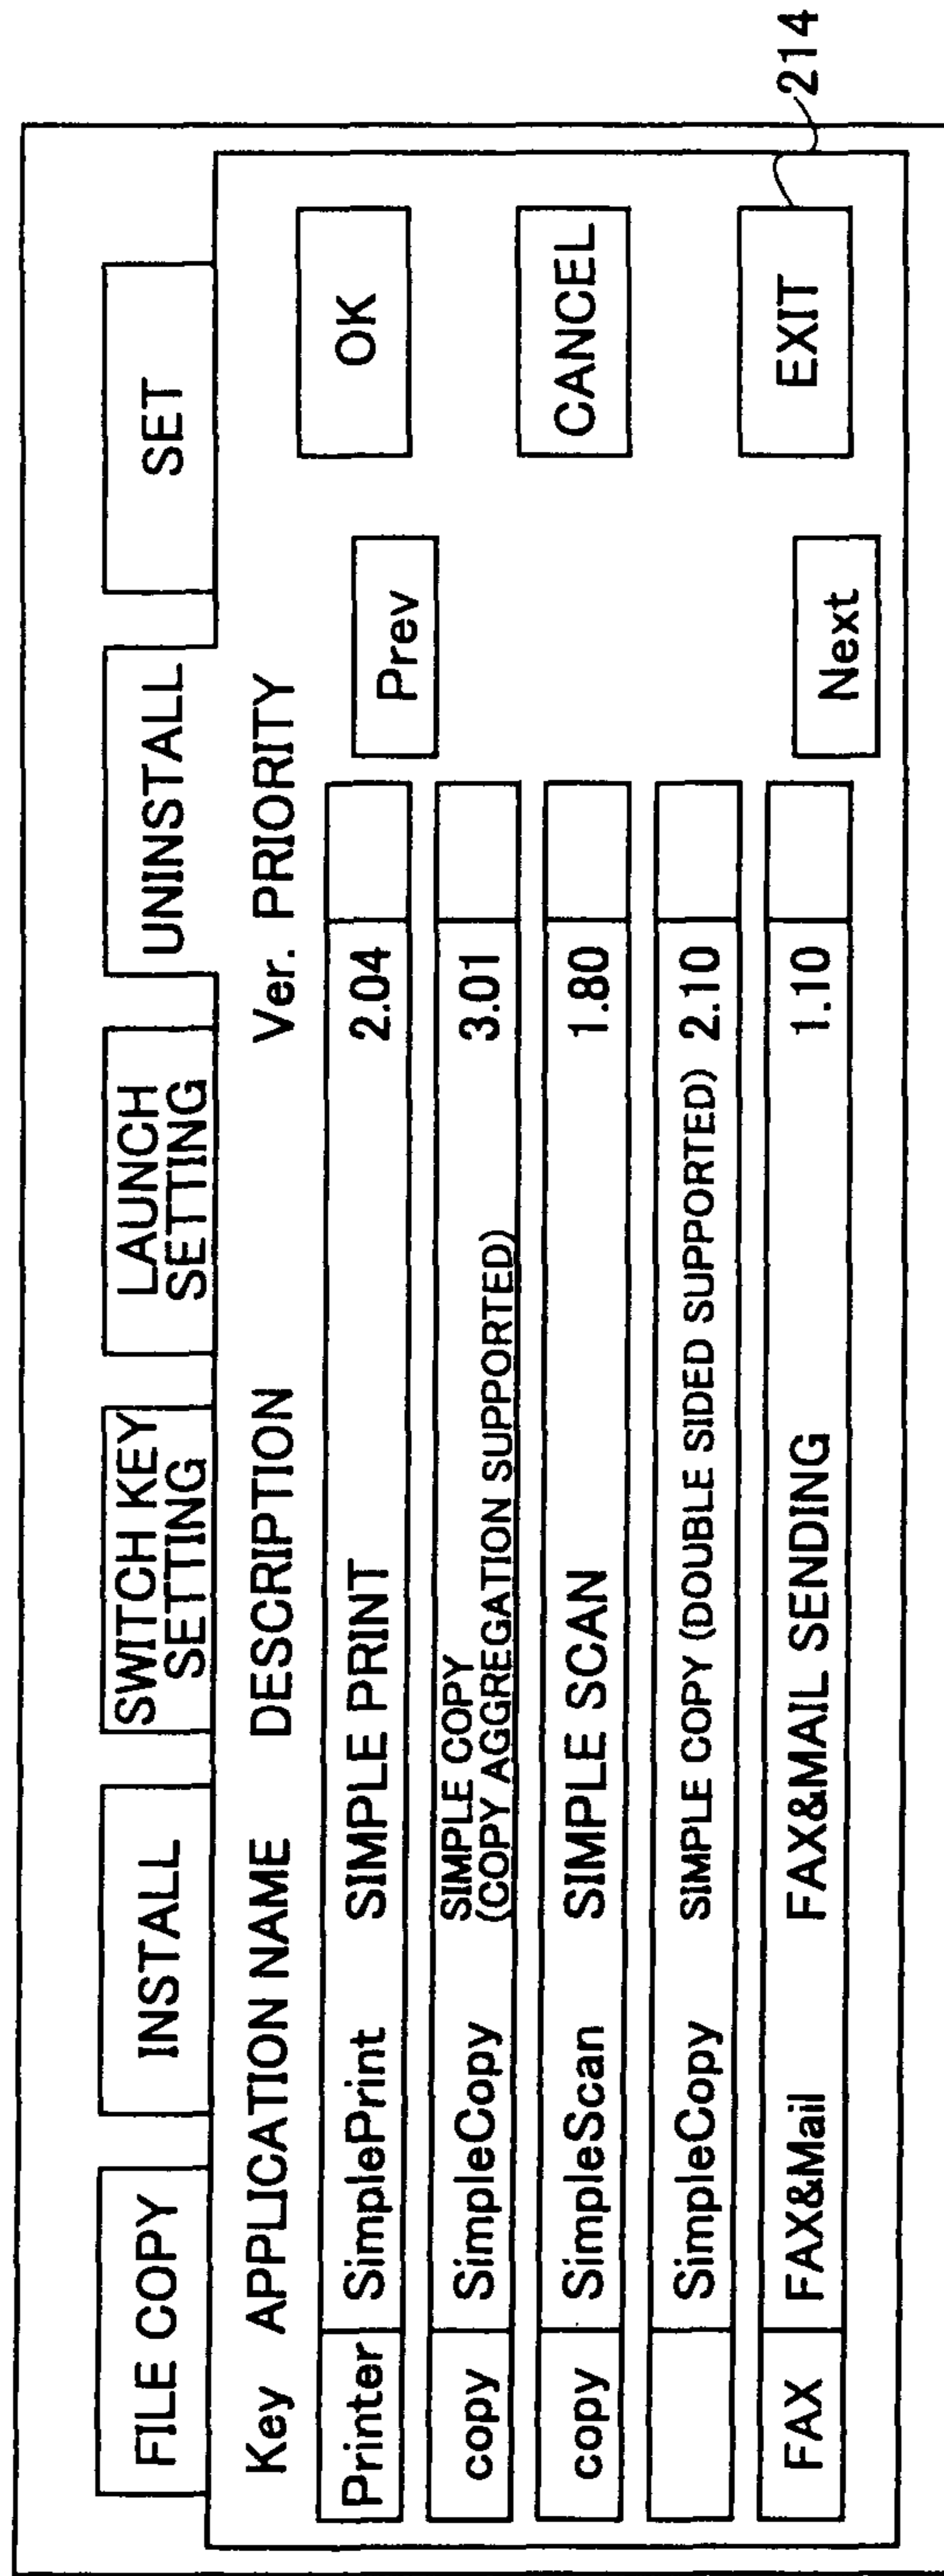 FILE COPY
INSTALL
SWITCH KEY
SETTING
LAUNCH
SETTING
UNINSTALL
SET
Key APPLICATION NAME DESCRIPTION Ver. PRIORITY
Printer SimplePrint SIMPLE PRINT 2.04
copy SimpleCopy SIMPLE COPY
(COPY AGGREGATION SUPPORTED) 3.01
copy SimpleScan SIMPLE SCAN 1.80
SimpleCopy SIMPLE COPY (DOUBLE SIDED SUPPORTED) 2.10
FAX FAX&Mail FAX&MAIL SENDING 1.10
Prev
Next
OK
CANCEL
EXIT
214